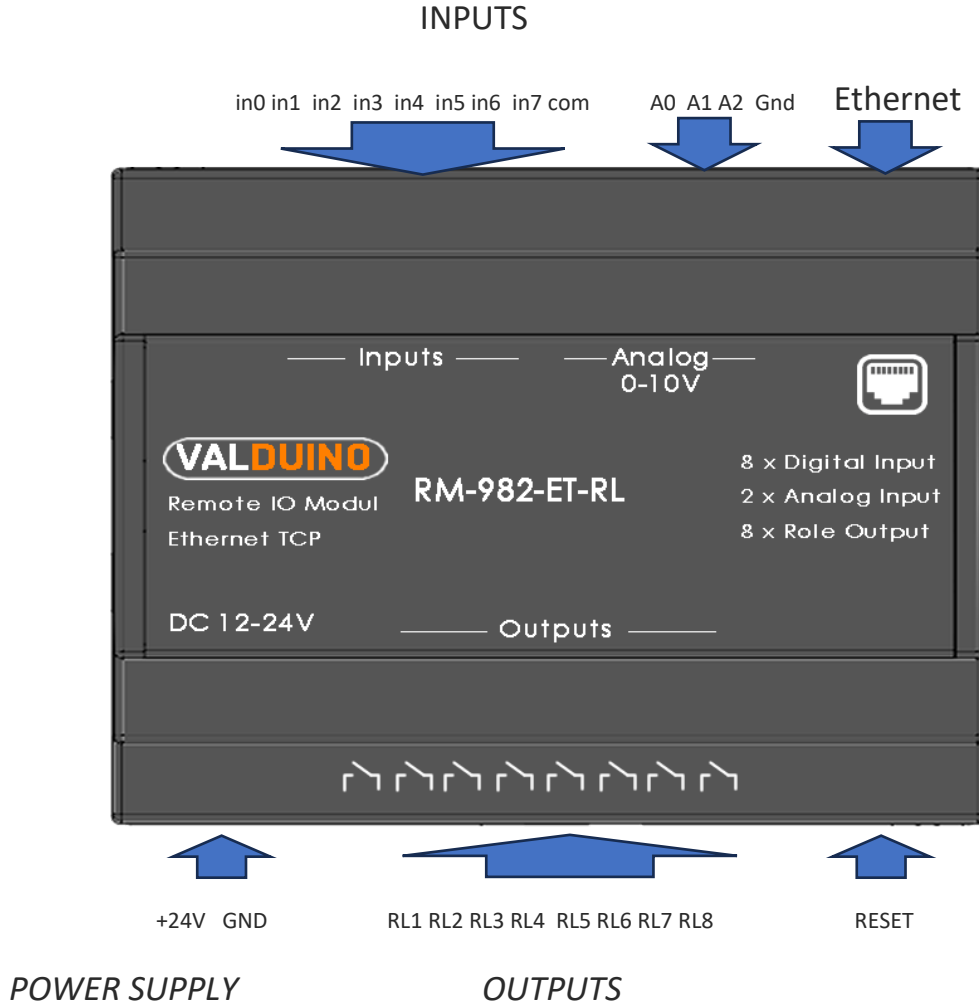 INPUTS
in0 in1 in2 in3 in4 in5 in6 in7 com
A0 A1 A2 Gnd
Ethernet
Inputs
Analog
0-10V
VALDUINO
Remote IO Modul
Ethernet TCP
RM-982-ET-RL
8 x Digital Input
2 x Analog Input
8 x Role Output
DC 12-24V
Outputs
+24V GND
RL1 RL2 RL3 RL4 RL5 RL6 RL7 RL8
RESET
POWER SUPPLY
OUTPUTS